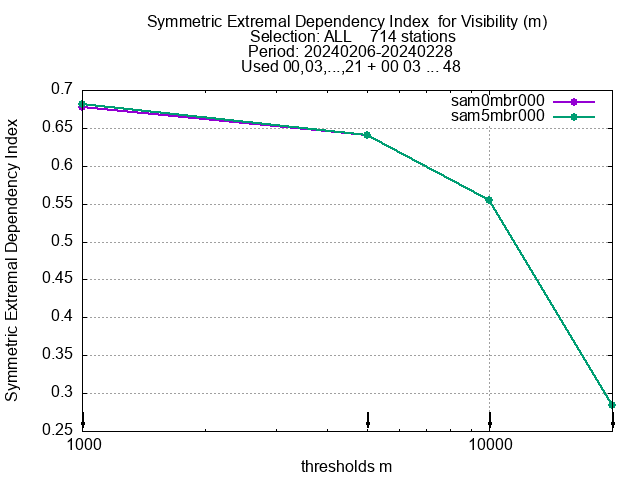 Symmetric Extremal Dependency Index  for Visibility (m)
Selection: ALL    714 stations
Period: 20240206-20240228
Used 00,03,...,21 + 00 03 ... 48
sam0mbr000
sam5mbr000
0.7
0.65
0.6
0.55
0.5
0.45
0.4
0.35
0.3
0.25
Symmetric Extremal Dependency Index
1000
10000
thresholds m